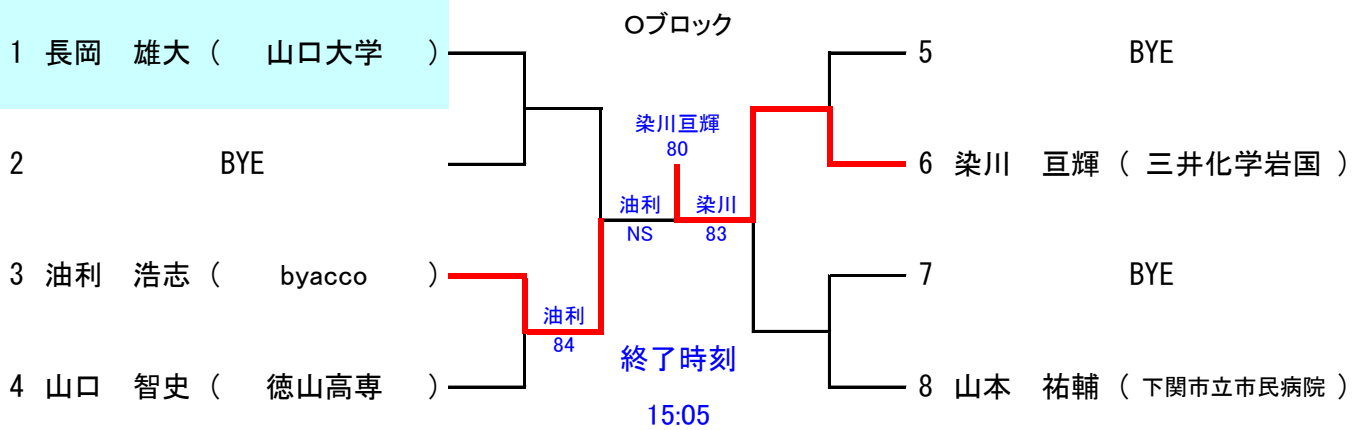 Oブロック
1 長岡 雄大 ( 山口大学 )
2 BYE
3 油利 浩志 ( byacco )
4 山口 智史 ( 徳山高専 )
油利
84
油利
NS
染川亘輝
80
染川
83
終了時刻
15:05
5 BYE
6 染川 亘輝 ( 三井化学岩国 )
7 BYE
8 山本 祐輔 ( 下関市立市民病院 )